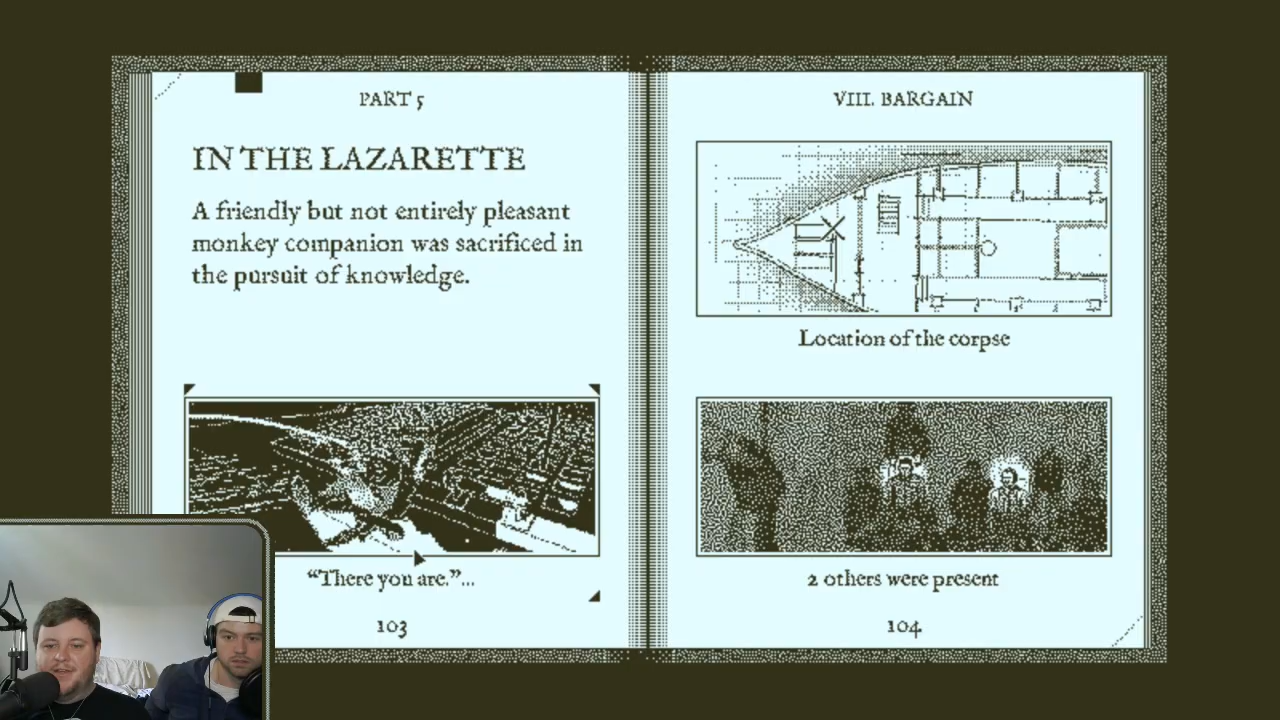 PART 5
IN THE LAZARETTE
A friendly but not entirely pleasant
monkey companion was sacrificed in
the pursuit of knowledge.
“There you are.”...
103
VIII. BARGAIN
Location of the corpse
2 others were present
104